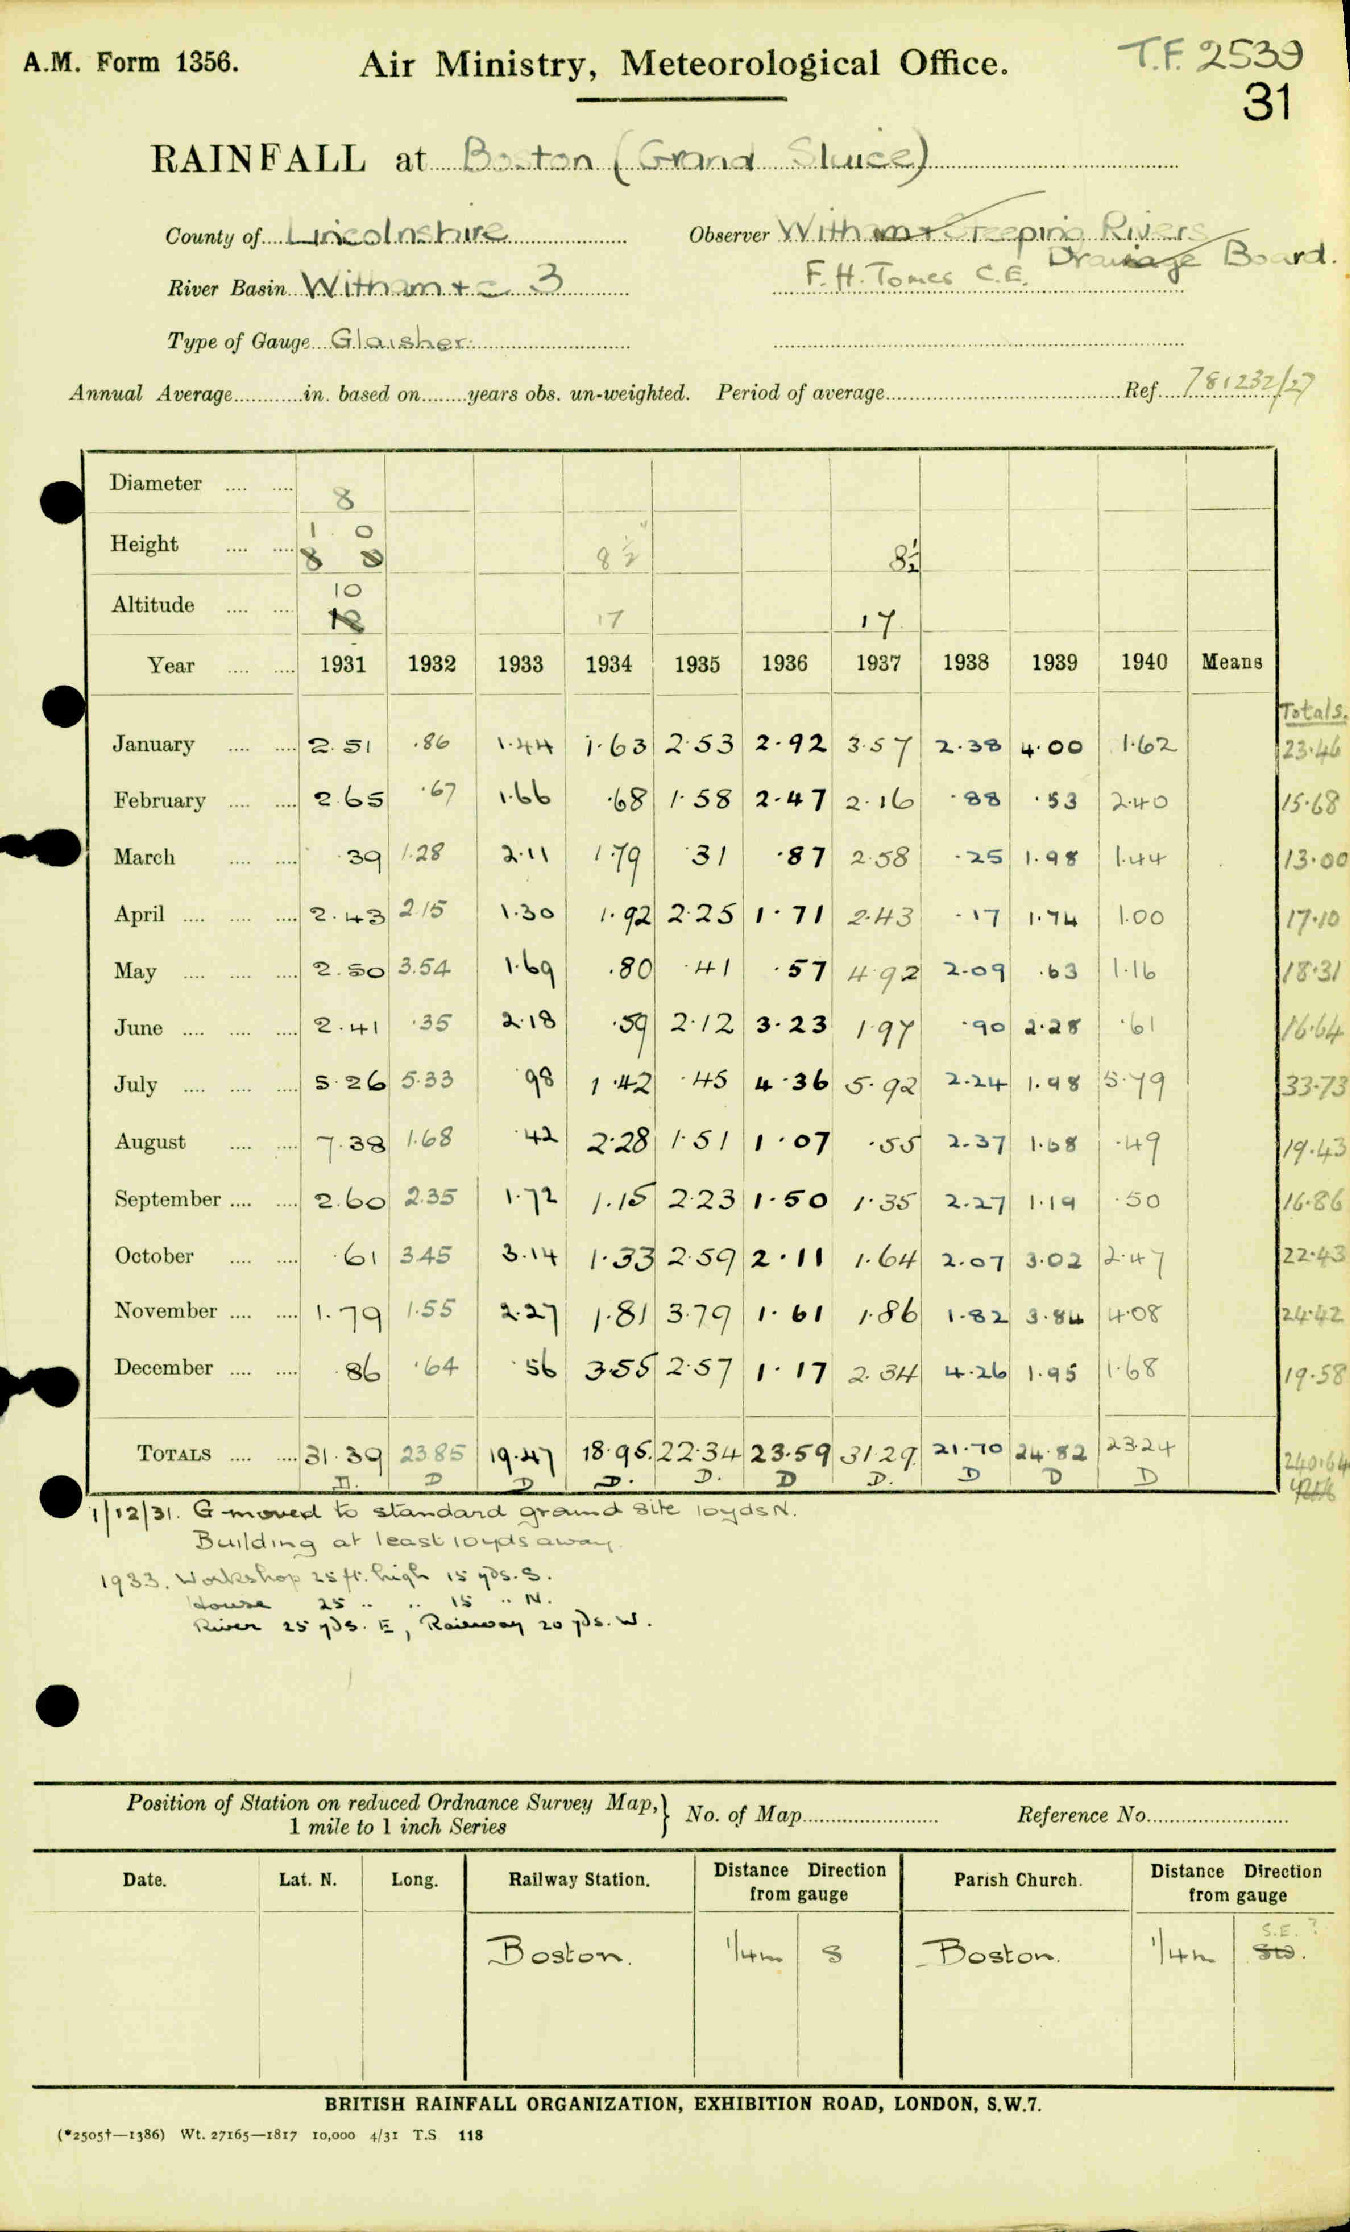 A.M. Form 1356. Air Ministry, Meteorological Office. T.F. 2539
31
RAINFALL at Boston (Grand Sluice)
County of Lincolnshire Observer Witham + Steeping Rivers
Drainage Board.
River Basin Witham + c 3 F.H. Tomes C.E.
Type of Gauge Glaisher
Annual Average in. based on years obs. un-weighted. Period of average Ref. 781232/27
Diameter 8
Height 1 0 8 0 8½" 8½
Altitude 10 12 17 17
Year 1931 1932 1933 1934 1935 1936 1937 1938 1939 1940 Means
Totals.
January 2.51 .86 1.44 1.63 2.53 2.92 3.57 2.38 4.00 1.62 23.46
February 2.65 .67 1.66 .68 1.58 2.47 2.16 .88 .53 2.40 15.68
March .39 1.28 2.11 1.79 .31 .87 2.58 .25 1.98 1.44 13.00
April 2.43 2.15 1.30 1.92 2.25 1.71 2.43 .17 1.74 1.00 17.10
May 2.50 3.54 1.69 .80 .41 .57 4.92 2.09 .63 1.16 18.31
June 2.41 .35 2.18 .59 2.12 3.23 1.97 .90 2.28 .61 16.64
July 5.26 5.33 .98 1.42 .45 4.36 5.92 2.24 1.98 5.79 33.73
August 7.38 1.68 .42 2.28 1.51 1.07 .55 2.37 1.68 .49 19.43
September 2.60 2.35 1.72 1.15 2.23 1.50 1.35 2.27 1.19 .50 16.86
October .61 3.45 3.14 1.33 2.59 2.11 1.64 2.07 3.02 2.47 22.43
November 1.79 1.55 2.27 1.81 3.79 1.61 1.86 1.82 3.84 4.08 24.42
December .86 .64 .56 3.55 2.57 1.17 2.34 4.26 1.95 1.68 19.58
TOTALS 31.39 23.85 19.47 18.95 22.34 23.59 31.29 21.70 24.82 23.24 240.64
D. D D D. D. D D. D D D
1/12/31. G moved to standard ground site 10yds N.
Building at least 10yds away.
1933. Workshop 25 ft. high 15 yds. S.
House 25 " " 15 " N.
River 25 yds. E, Railway 20 yds. W.
Position of Station on reduced Ordnance Survey Map, } No. of Map Reference No.
1 mile to 1 inch Series
Date. Lat. N. Long. Railway Station. Distance Direction from gauge Parish Church. Distance Direction from gauge
S.E. ?
Boston. 1/4m S Boston. 1/4m SW.
BRITISH RAINFALL ORGANIZATION, EXHIBITION ROAD, LONDON, S.W.7.
(*2505†—1386) Wt. 27165—1817 10,000 4/31 T.S 118